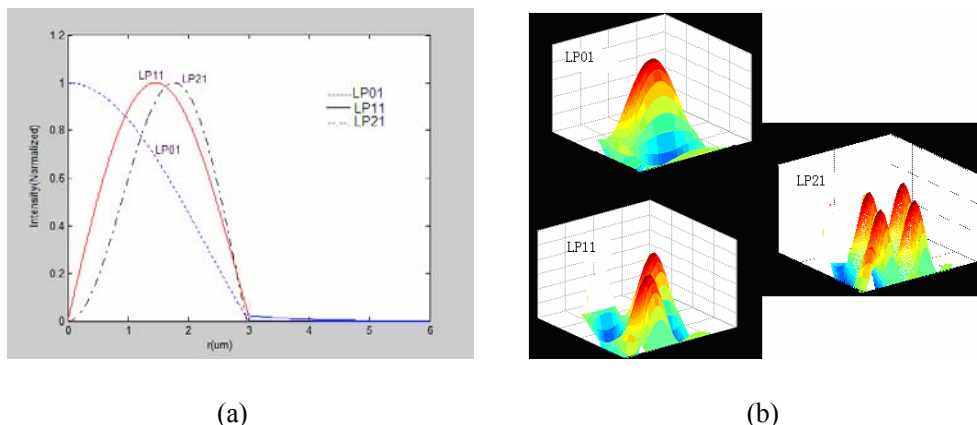 1.2
1
0.8
0.6
0.4
0.2
0
0 1 2 3 4 5 6
Intensity(Normalized)
r(um)
LP11
LP21
LP01
LP01
LP11
LP21
(a)
LP01
LP21
LP11
(b)